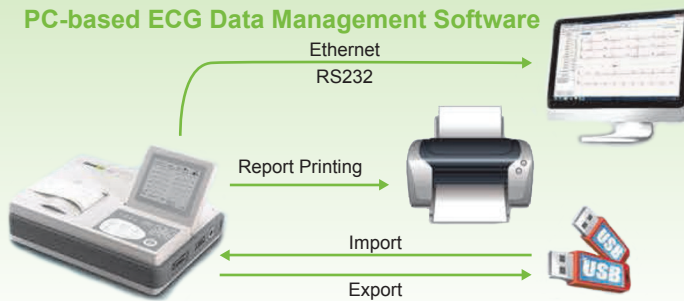 PC-based ECG Data Management Software
Ethernet
RS232
Report Printing
Import
USB
USB
Export